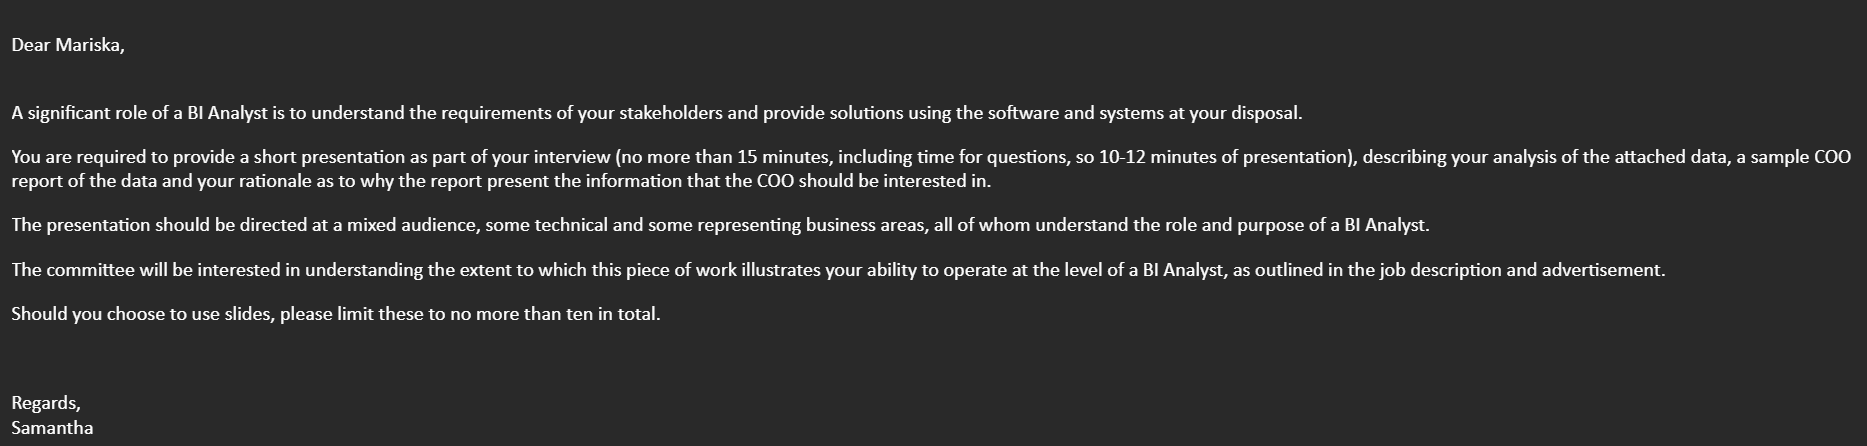 Dear Mariska,
A significant role of a BI Analyst is to understand the requirements of your stakeholders and provide solutions using the software and systems at your disposal.
You are required to provide a short presentation as part of your interview (no more than 15 minutes, including time for questions, so 10-12 minutes of presentation), describing your analysis of the attached data, a sample COO
report of the data and your rationale as to why the report present the information that the COO should be interested in.
The presentation should be directed at a mixed audience, some technical and some representing business areas, all of whom understand the role and purpose of a BI Analyst.
The committee will be interested in understanding the extent to which this piece of work illustrates your ability to operate at the level of a BI Analyst, as outlined in the job description and advertisement.
Should you choose to use slides, please limit these to no more than ten in total.
Regards,
Samantha